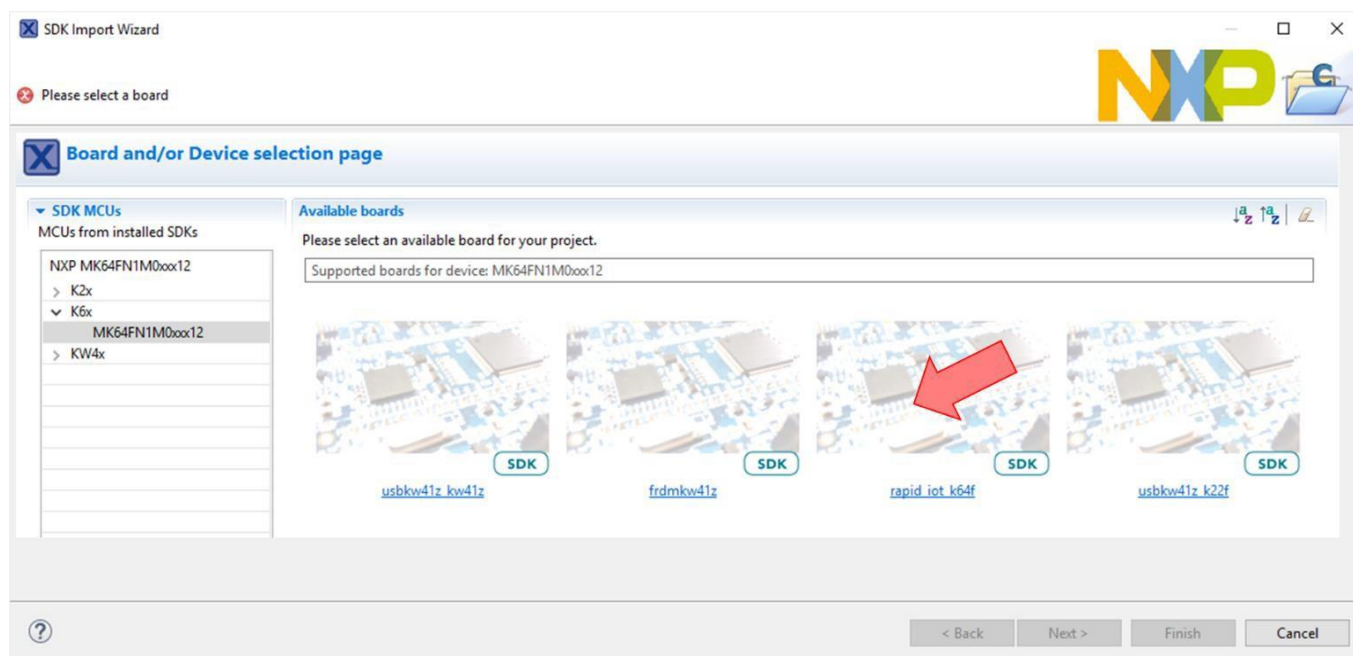 SDK Import Wizard
NXP
Please select a board
Board and/or Device selection page
SDK MCUs
MCUs from installed SDKs
NXP MK64FN1M0xxx12
K2x
K6x
MK64FN1M0xxx12
KW4x
Available boards
Please select an available board for your project.
Supported boards for device: MK64FN1M0xxx12
SDK SDK SDK SDK
usbkw41z_kw41z frdmkw41z rapid_iot_k64f usbkw41z_k22f
< Back Next > Finish Cancel